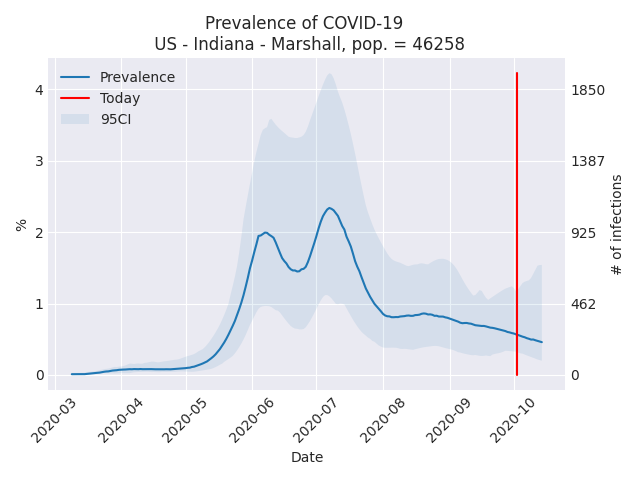 Prevalence of COVID-19
US - Indiana - Marshall, pop. = 46258
Prevalence
Today
95CI
4
3
2
1
0
%
1850
1387
925
462
0
# of infections
2020-03
2020-04
2020-05
2020-06
2020-07
2020-08
2020-09
2020-10
Date